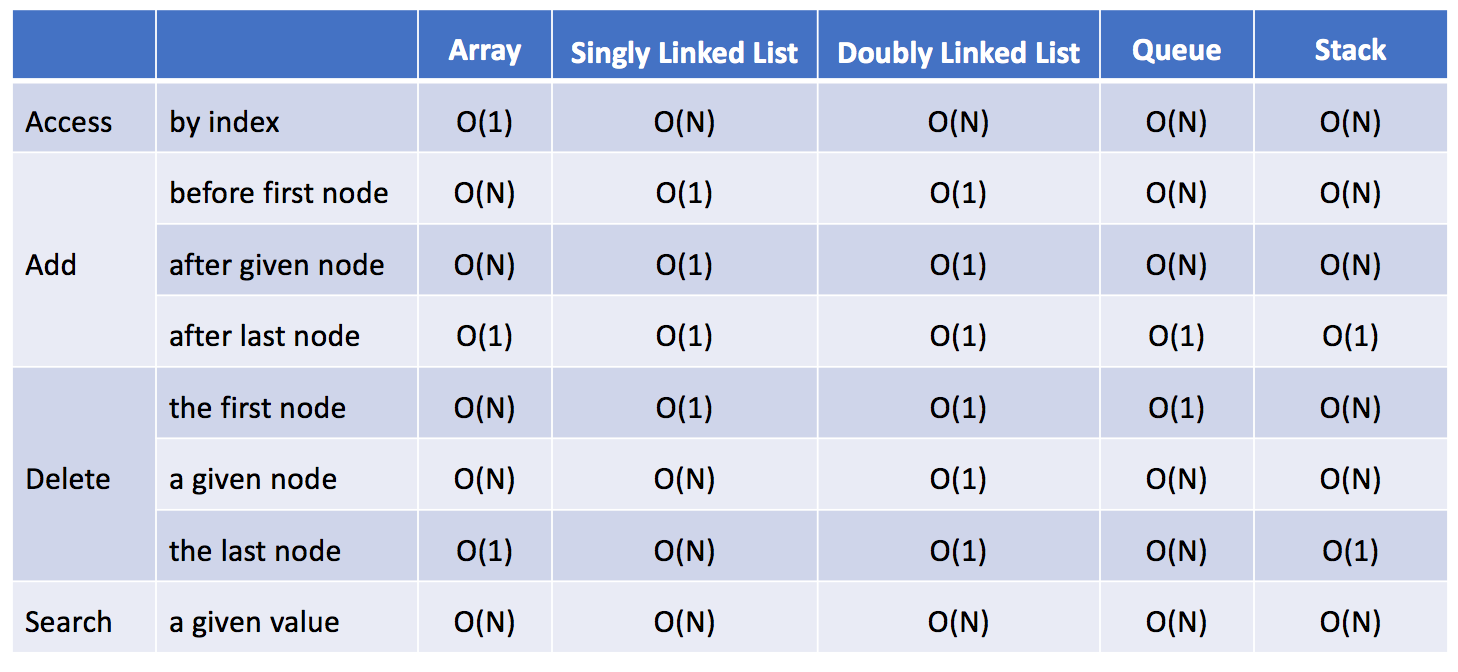 Array Singly Linked List Doubly Linked List Queue Stack
Access by index O(1) O(N) O(N) O(N) O(N)
before first node O(N) O(1) O(1) O(N) O(N)
Add after given node O(N) O(1) O(1) O(N) O(N)
after last node O(1) O(1) O(1) O(1) O(1)
the first node O(N) O(1) O(1) O(1) O(N)
Delete a given node O(N) O(N) O(1) O(N) O(N)
the last node O(1) O(N) O(1) O(N) O(1)
Search a given value O(N) O(N) O(N) O(N) O(N)